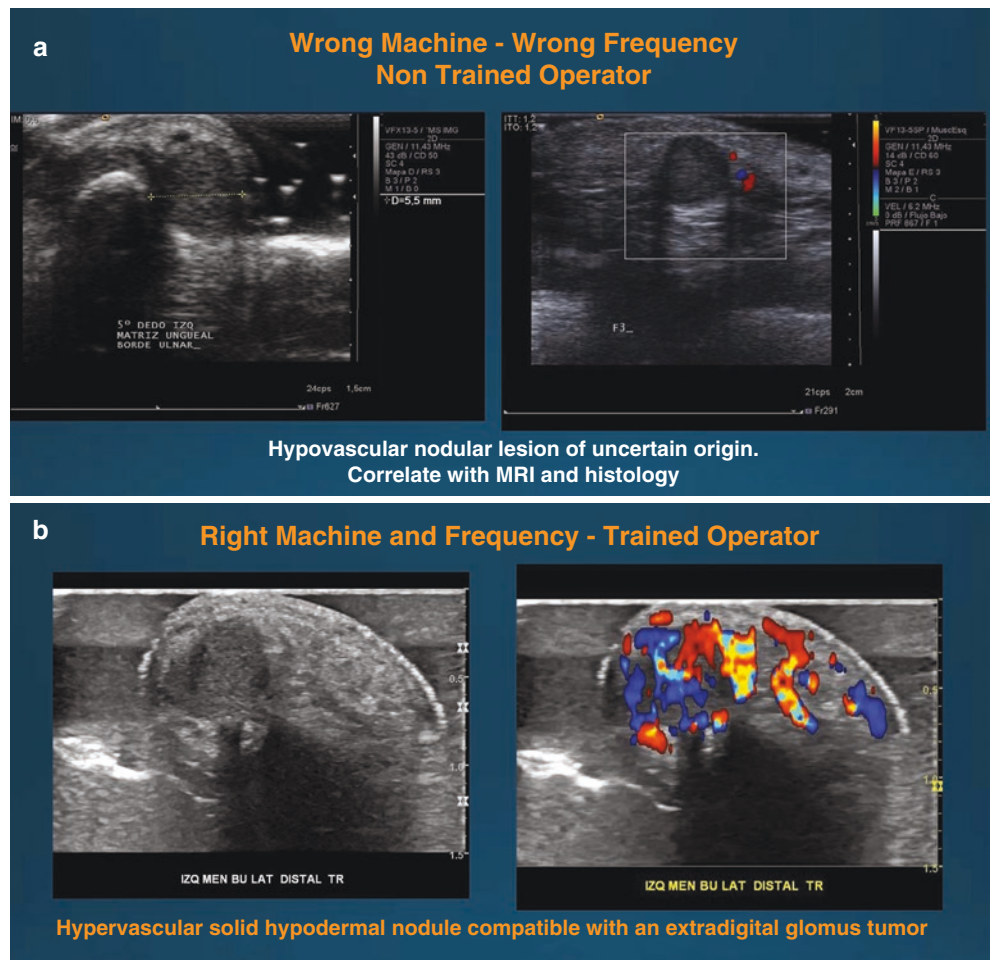 a
Wrong Machine - Wrong Frequency
Non Trained Operator
ITT: 1.2
ITO: 1.2
2D
GEN / 11,43 MHz
43 dB / CD 50
SC 4
Mapa D / RS 3
B 3 / P 2
M 1 / B 0
D=5,5 mm
5º DEDO IZQ
MATRIZ UNGUEAL
BORDE ULNAR_
24cps 1,5cm
Fr627
VF13-5SP / MuscEsq
2D
GEN / 11,43 MHz
14 dB / CD 60
SC 4
Mapa E / RS 3
B 3 / P 2
M 2 / B 1
C
VEL / 6.2 MHz
0 dB / Flujo Bajo
PRF 867 / F 1
F3_
21cps 2cm
Fr291
Hypovascular nodular lesion of uncertain origin.
Correlate with MRI and histology
b
Right Machine and Frequency - Trained Operator
0.5
1.0
1.5
IZQ MEN BU LAT DISTAL TR
0.5
1.0
1.5
IZQ MEN BU LAT DISTAL TR
Hypervascular solid hypodermal nodule compatible with an extradigital glomus tumor